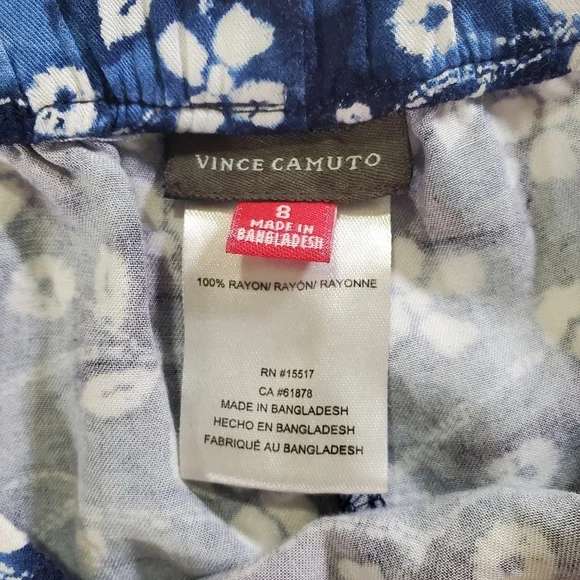 VINCE CAMUTO
8
MADE IN
BANGLADESH
100% RAYON/ RAYÓN/ RAYONNE
RN #15517
CA #61878
MADE IN BANGLADESH
HECHO EN BANGLADESH
FABRIQUÉ AU BANGLADESH